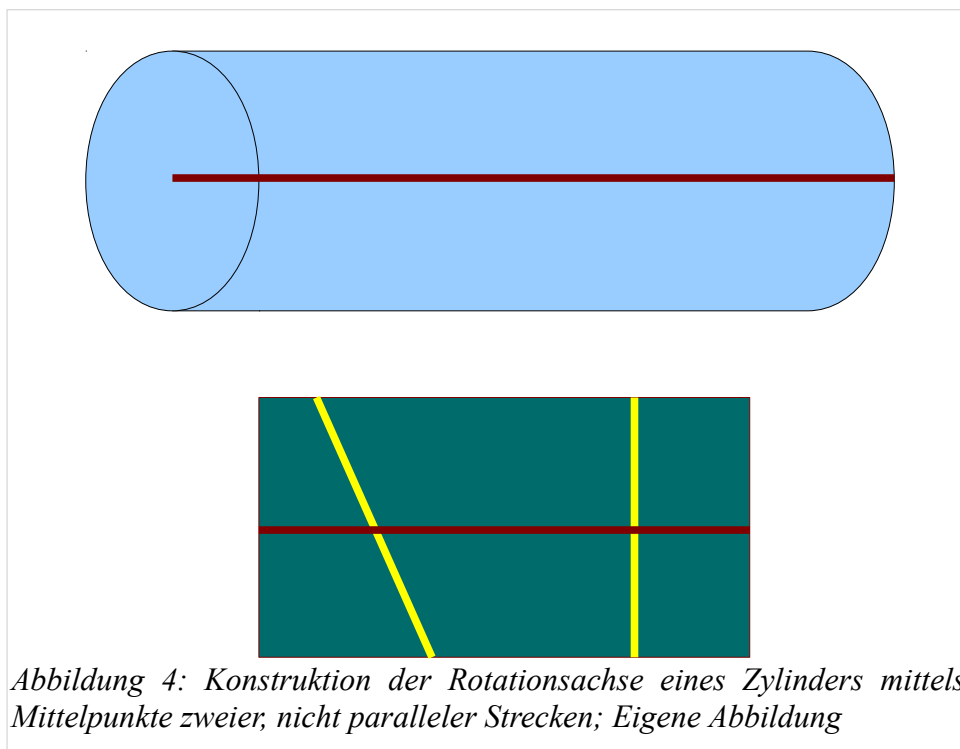 Abbildung 4: Konstruktion der Rotationsachse eines Zylinders mittels
Mittelpunkte zweier, nicht paralleler Strecken; Eigene Abbildung